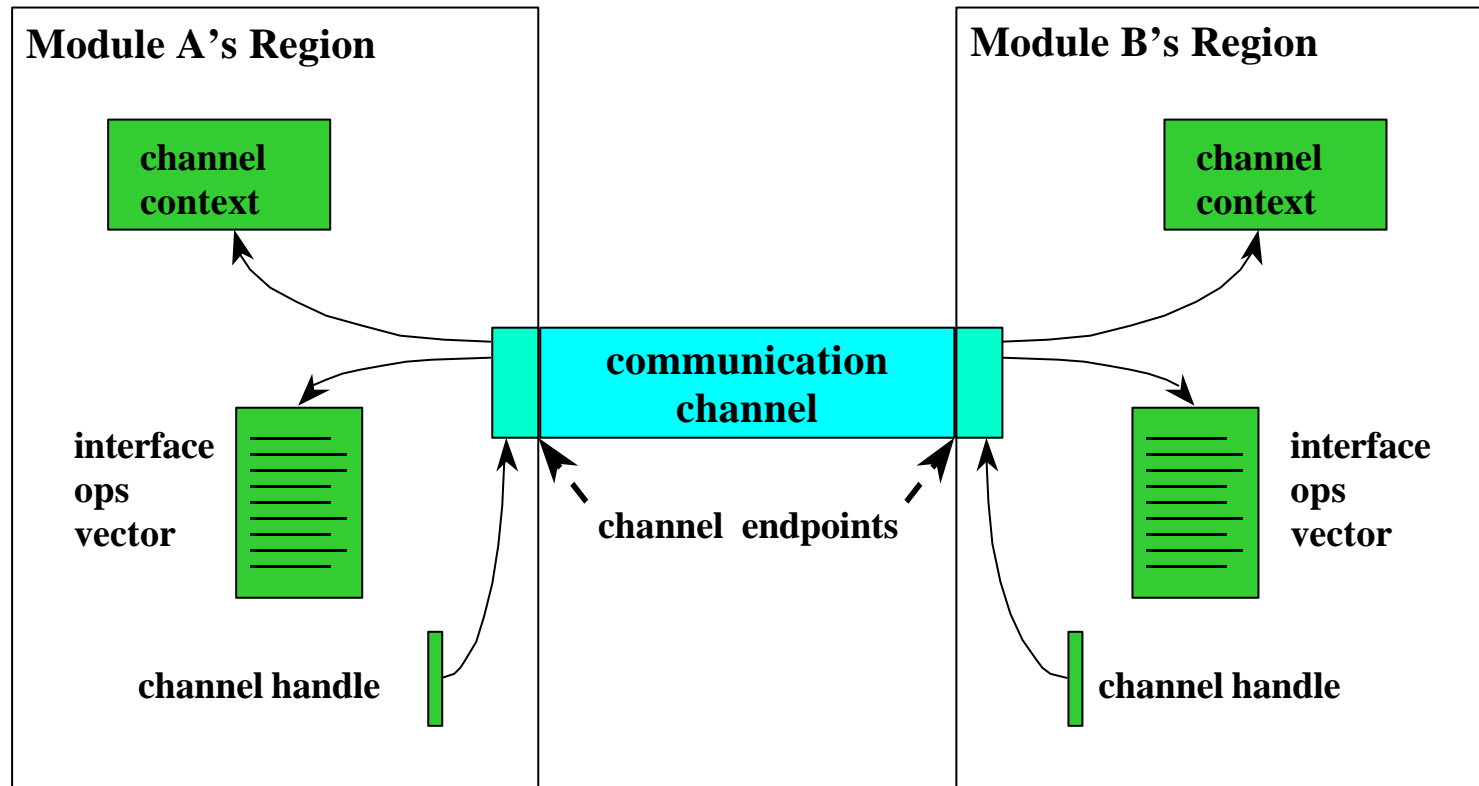 Module A’s Region
channel
context
interface
ops
vector
channel handle
communication
channel
channel endpoints
Module B’s Region
channel
context
interface
ops
vector
channel handle